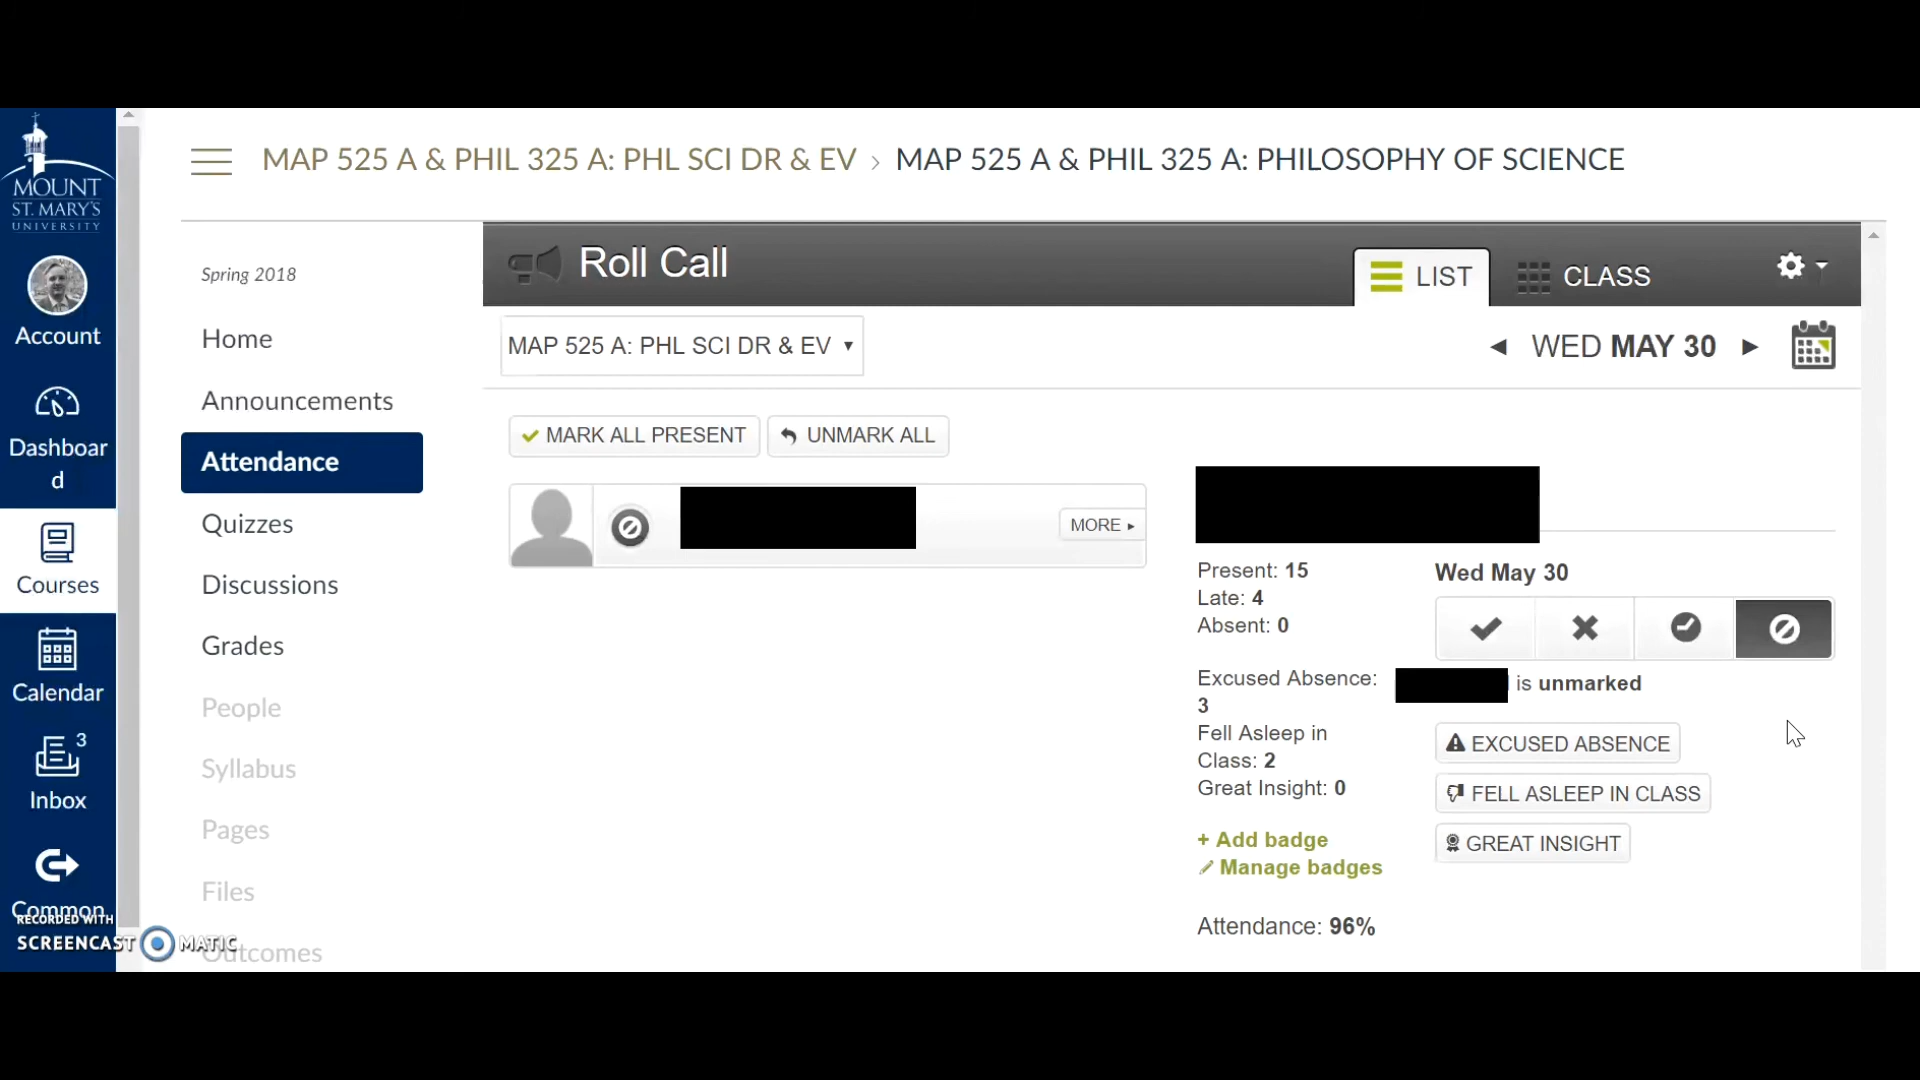 MOUNT
ST. MARY'S
UNIVERSITY
Account
Dashboar
d
Courses
Calendar
3
Inbox
Common
RECORDED WITH
SCREENCAST MATIC
MAP 525 A & PHIL 325 A: PHL SCI DR & EV › MAP 525 A & PHIL 325 A: PHILOSOPHY OF SCIENCE
Spring 2018
Home
Announcements
Attendance
Quizzes
Discussions
Grades
People
Syllabus
Pages
Files
Outcomes
Roll Call
LIST
CLASS
MAP 525 A: PHL SCI DR & EV
WED MAY 30
MARK ALL PRESENT
UNMARK ALL
MORE
Present: 15
Late: 4
Absent: 0
Excused Absence:
3
Fell Asleep in
Class: 2
Great Insight: 0
+ Add badge
Manage badges
Attendance: 96%
Wed May 30
is unmarked
EXCUSED ABSENCE
FELL ASLEEP IN CLASS
GREAT INSIGHT